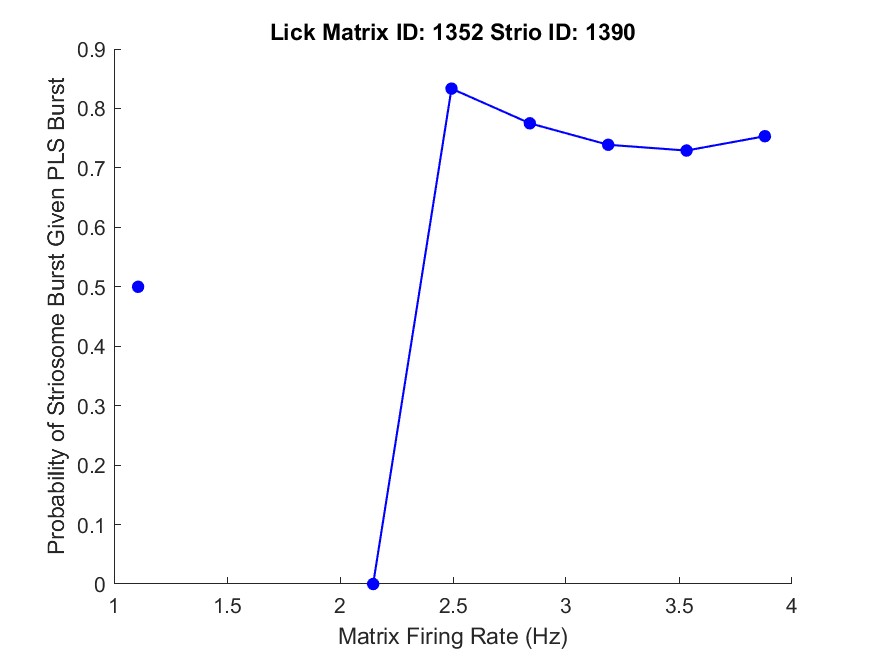 Lick Matrix ID: 1352 Strio ID: 1390
Probability of Striosome Burst Given PLS Burst
0.9
0.8
0.7
0.6
0.5
0.4
0.3
0.2
0.1
0
1 1.5 2 2.5 3 3.5 4
Matrix Firing Rate (Hz)